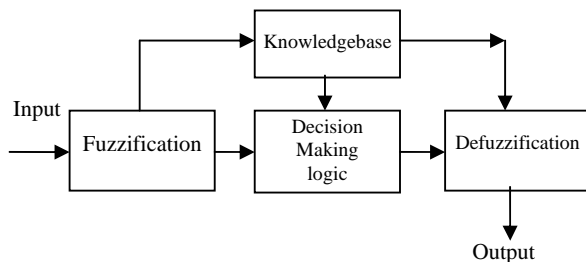 Knowledgebase
Input
Fuzzification
Decision
Making
logic
Defuzzification
Output